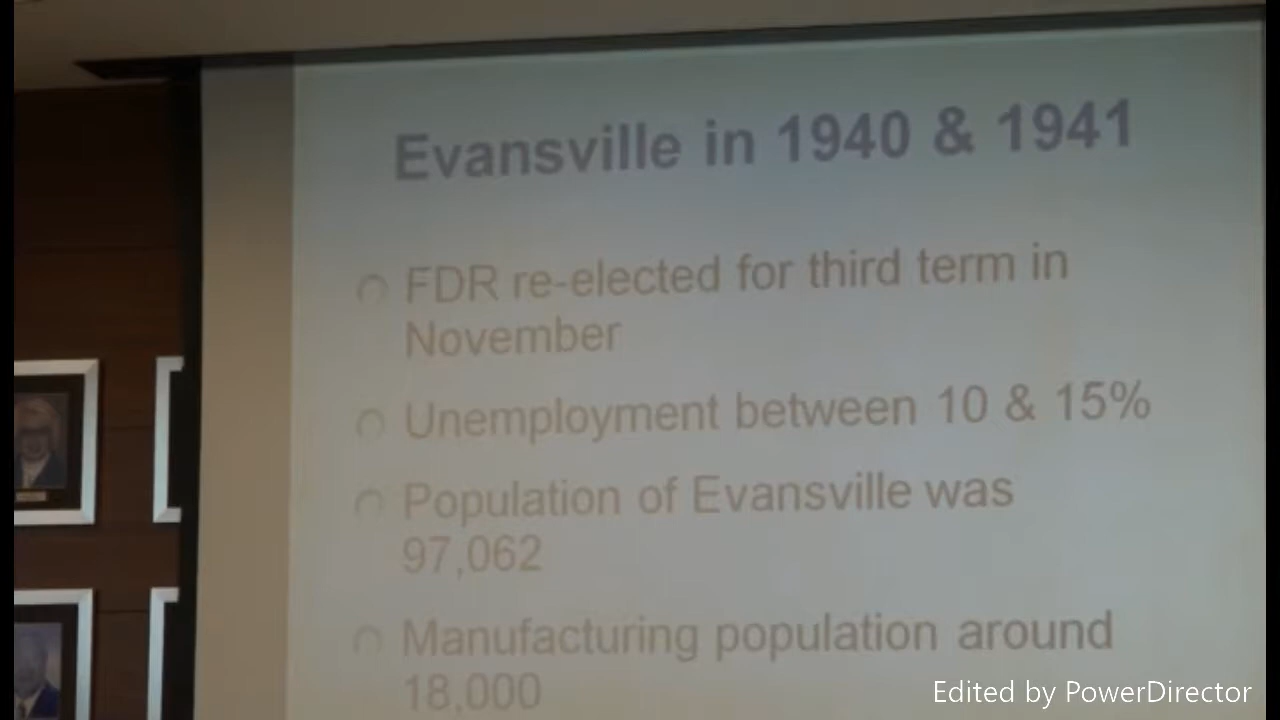 Evansville in 1940 & 1941
FDR re-elected for third term in
November
Unemployment between 10 & 15%
Population of Evansville was
97,062
Manufacturing population around
18,000
Edited by PowerDirector